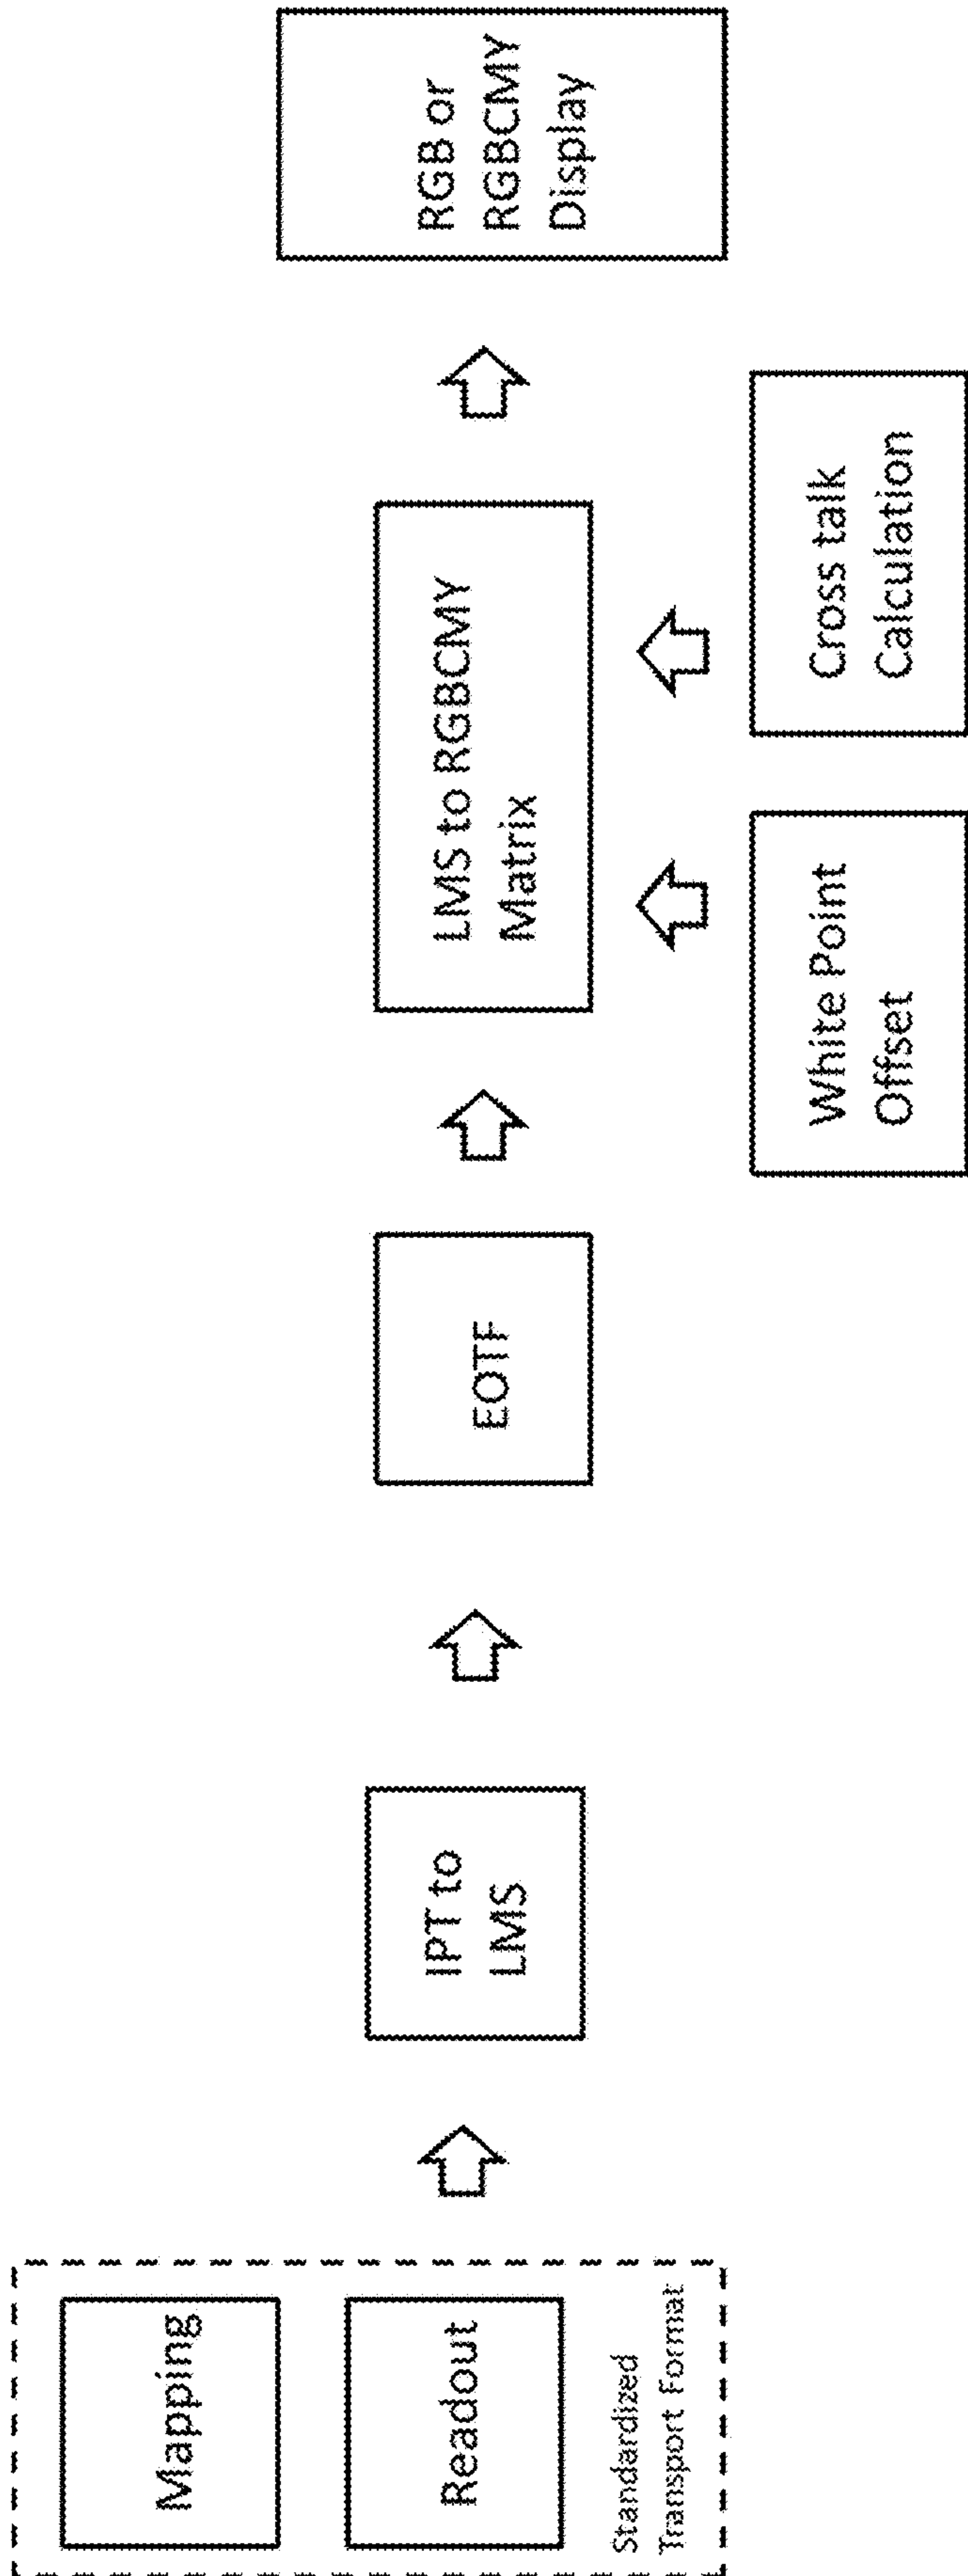 Mapping
Readout
Standardized
Transport Format
IPT to
LMS
EOTF
LMS to RGBCMY
Matrix
White Point
Offset
Cross talk
Calculation
RGB or
RGBCMY
Display